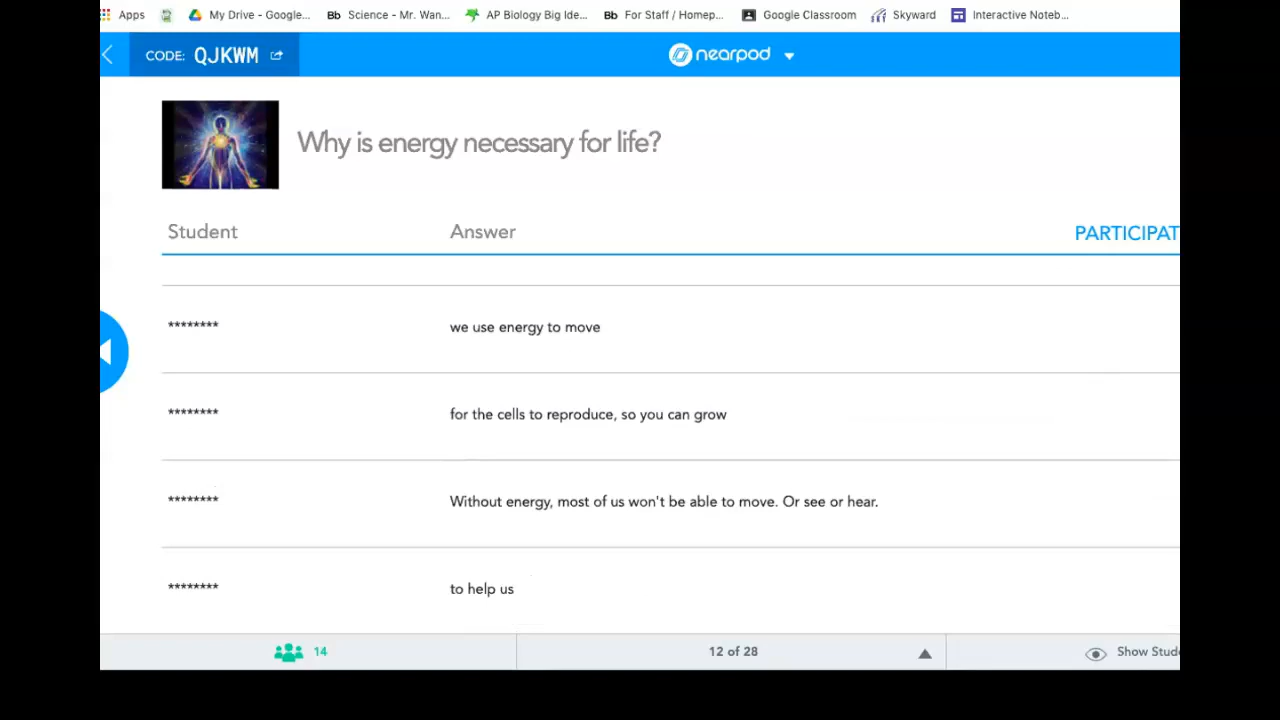 Apps My Drive - Google... Bb Science - Mr. Wan... AP Biology Big Ide... Bb For Staff / Homep... Google Classroom Skyward Interactive Noteb...
CODE: QJKWM nearpod
Why is energy necessary for life?
Student Answer PARTICIPAT
******** we use energy to move
******** for the cells to reproduce, so you can grow
******** Without energy, most of us won't be able to move. Or see or hear.
******** to help us
14 12 of 28 Show Stude